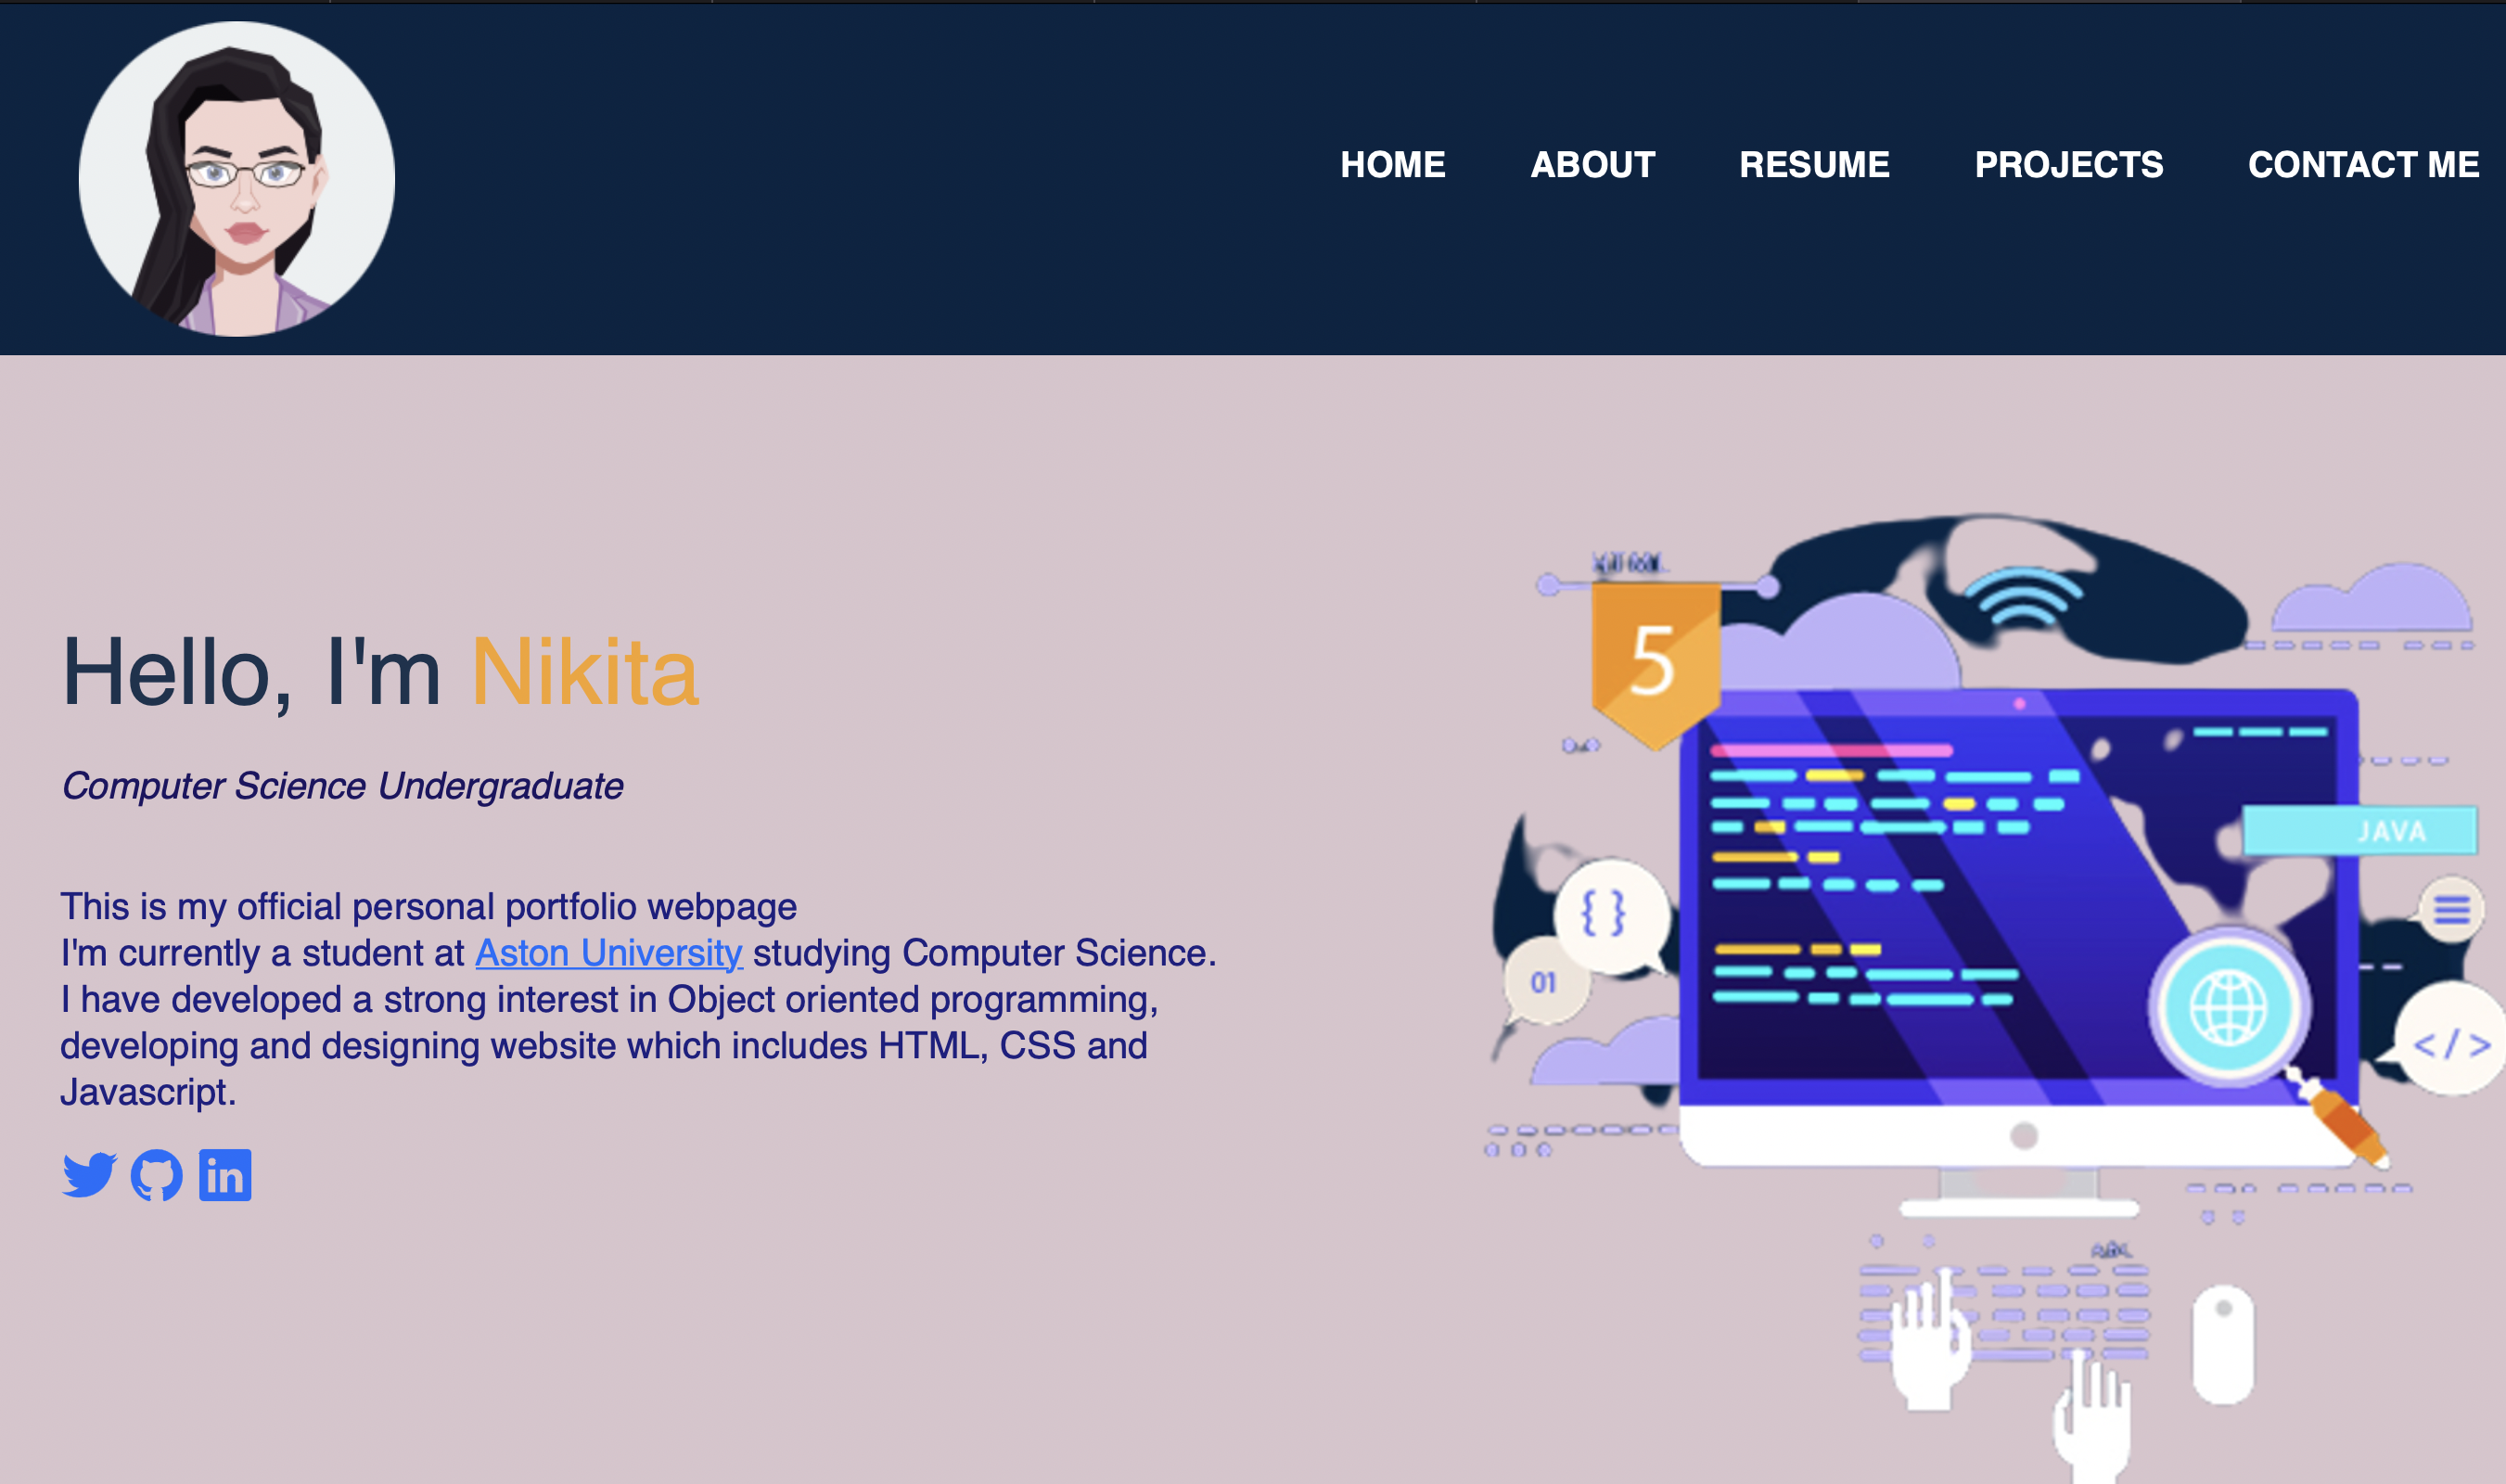 HOME ABOUT RESUME PROJECTS CONTACT ME
Hello, I'm Nikita
Computer Science Undergraduate
This is my official personal portfolio webpage
I'm currently a student at Aston University studying Computer Science.
I have developed a strong interest in Object oriented programming,
developing and designing website which includes HTML, CSS and
Javascript.
5
JAVA
{ }
01
</>
in